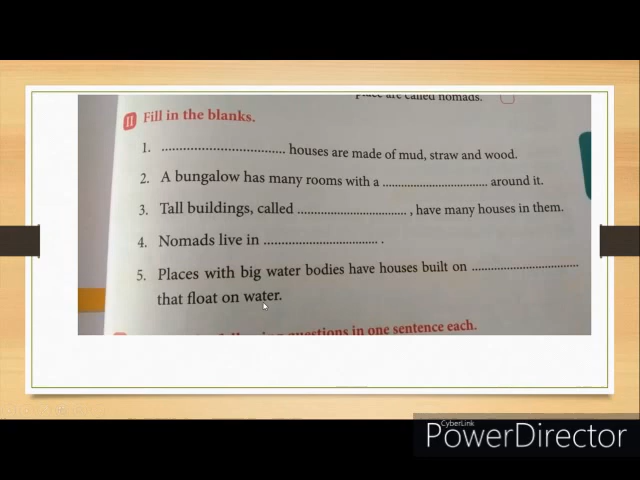 place are called nomads.
II Fill in the blanks.
1. ................................ houses are made of mud, straw and wood.
2. A bungalow has many rooms with a ............................ around it.
3. Tall buildings, called ............................. , have many houses in them.
4. Nomads live in .............................. .
5. Places with big water bodies have houses built on .............................
that float on water.
questions in one sentence each.
CyberLink
PowerDirector